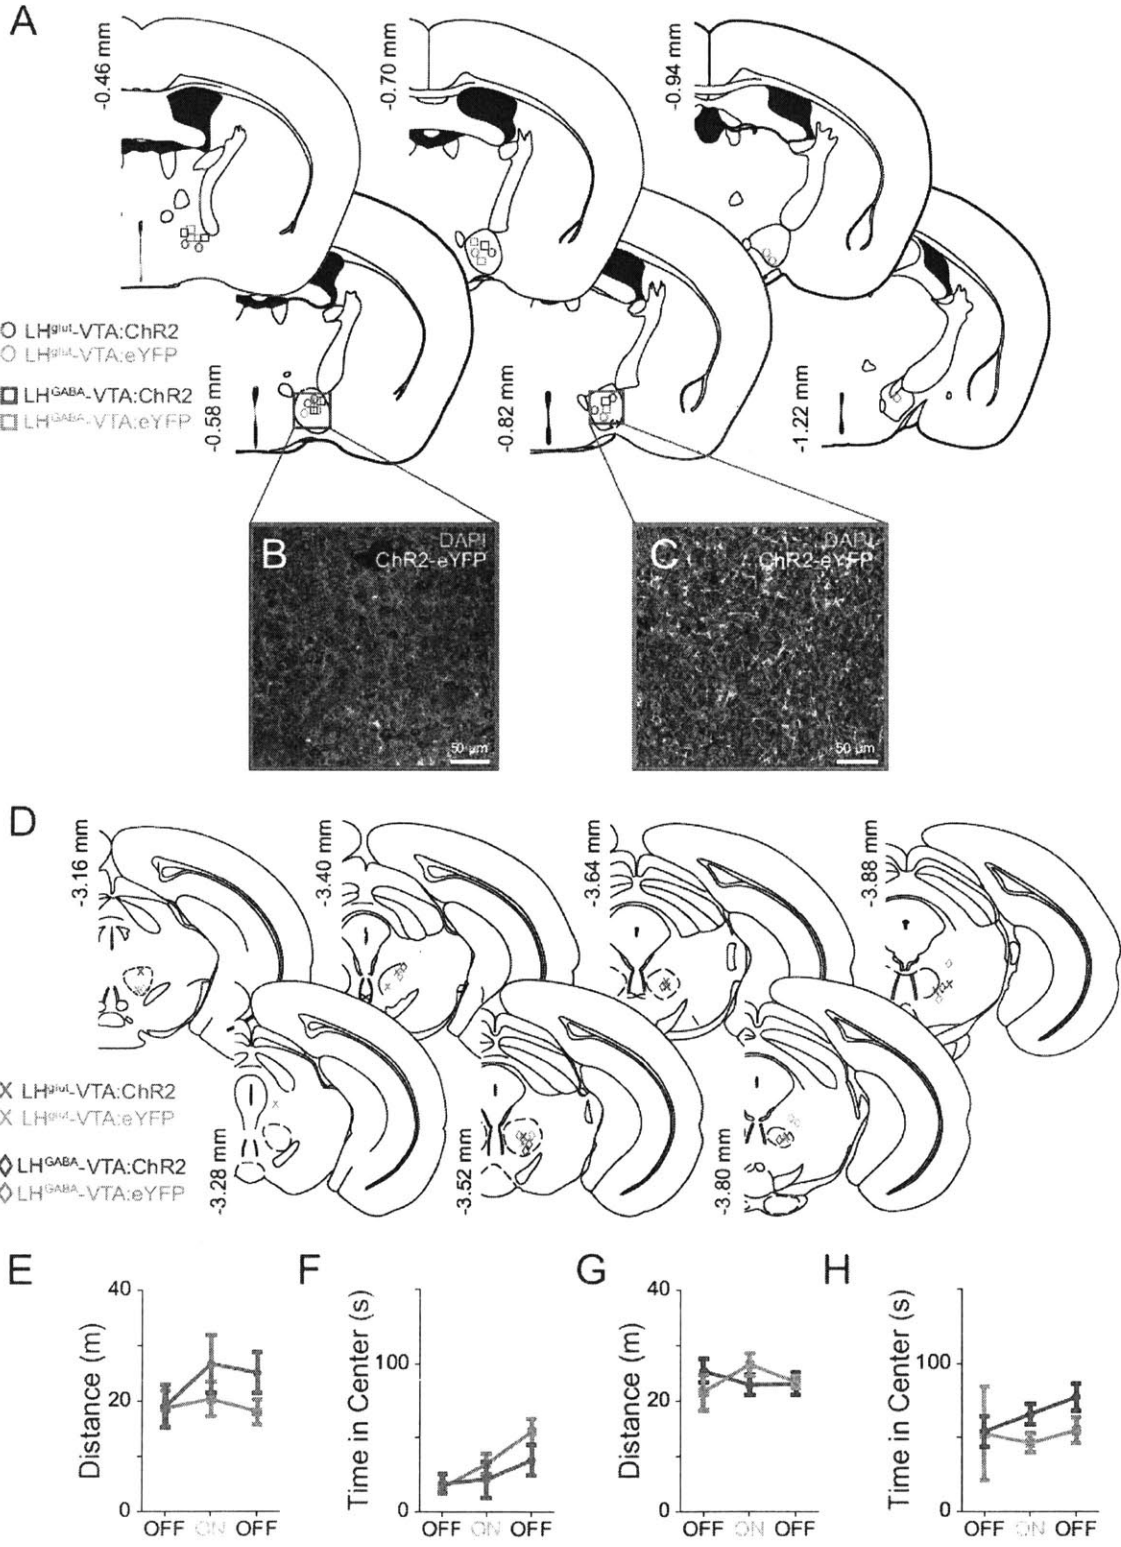 A
-0.46 mm
-0.70 mm
-0.94 mm
O LHglut-VTA:ChR2
O LHglut-VTA:eYFP
□ LHGABA-VTA:ChR2
□ LHGABA-VTA:eYFP
-0.58 mm
-0.82 mm
-1.22 mm
B
DAPI
ChR2-eYFP
50 µm
C
DAPI
ChR2-eYFP
50 µm
D
-3.16 mm
-3.40 mm
-3.64 mm
-3.88 mm
X LHglut-VTA:ChR2
X LHglut-VTA:eYFP
◊ LHGABA-VTA:ChR2
◊ LHGABA-VTA:eYFP
-3.28 mm
-3.52 mm
-3.80 mm
E
Distance (m)
40
20
0
OFF ON OFF
F
Time in Center (s)
100
0
OFF ON OFF
G
Distance (m)
40
20
0
OFF ON OFF
H
Time in Center (s)
100
0
OFF ON OFF